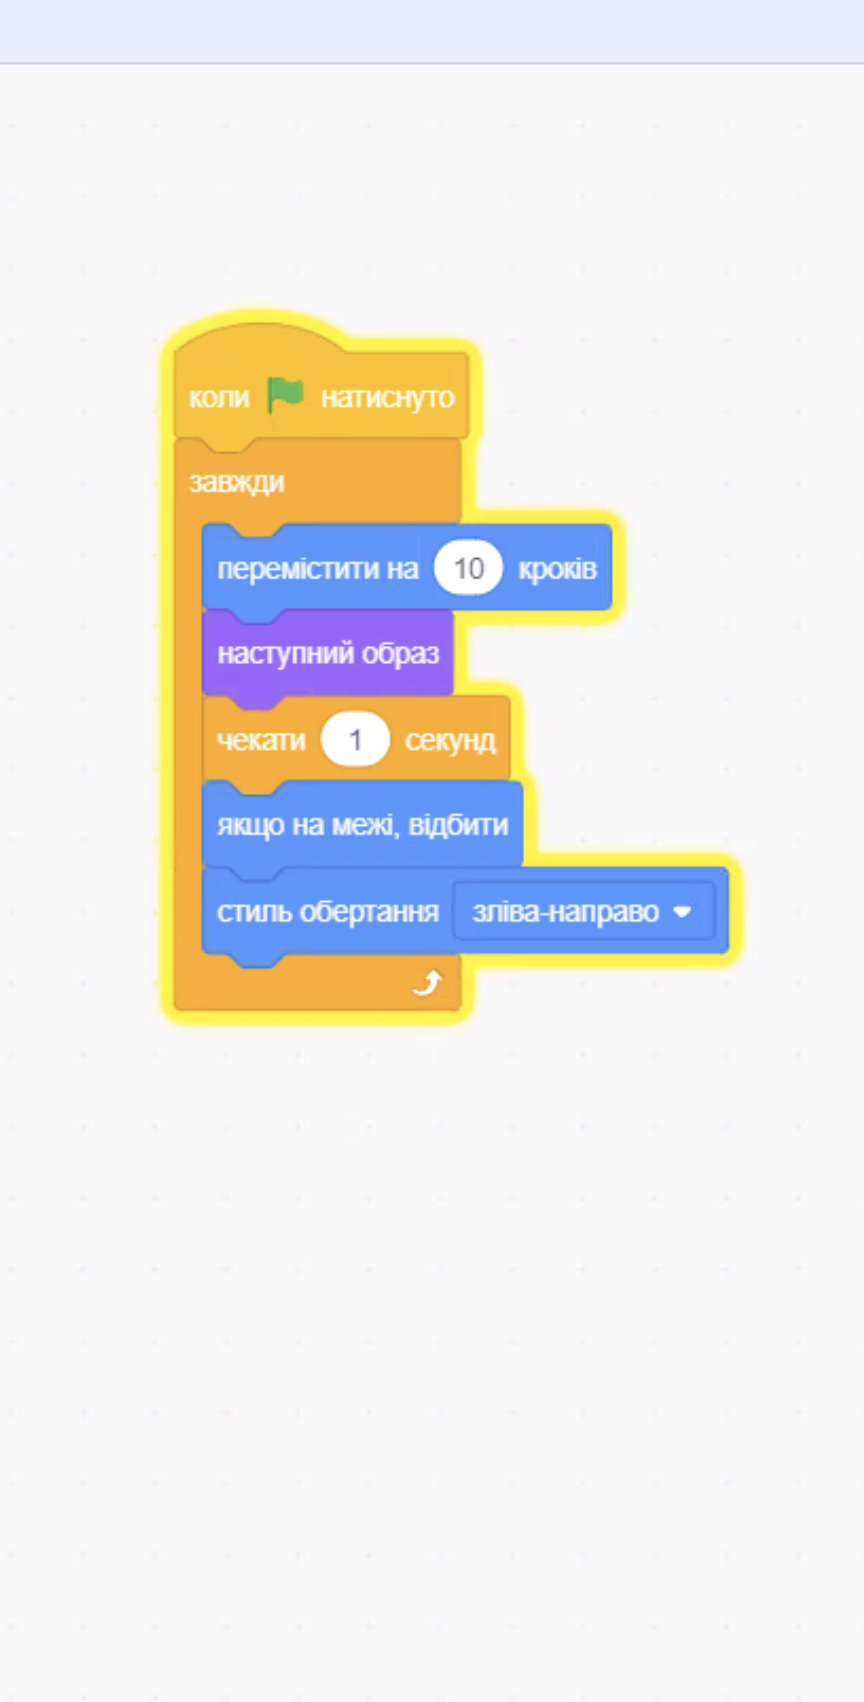 коли натиснуто
завжди
перемістити на 10 кроків
наступний образ
чекати 1 секунд
якщо на межі, відбити
стиль обертання зліва-направо